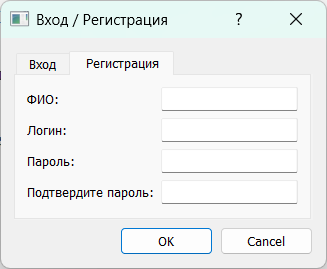 Вход / Регистрация
?
Вход Регистрация
ФИО:
Логин:
Пароль:
Подтвердите пароль:
OK Cancel